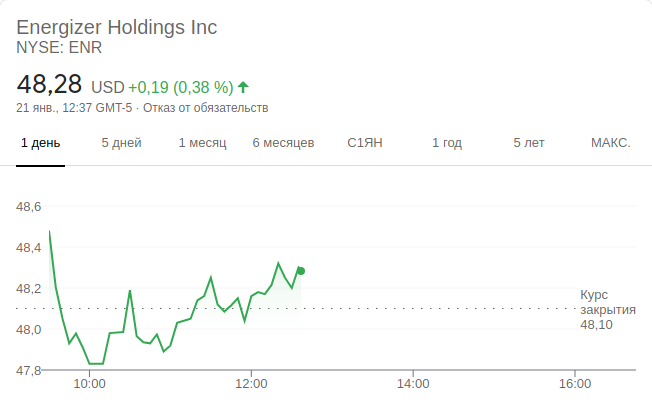 Energizer Holdings Inc
NYSE: ENR
48,28 USD +0,19 (0,38 %)
21 янв., 12:37 GMT-5 · Отказ от обязательств
1 день 5 дней 1 месяц 6 месяцев С1ЯН 1 год 5 лет МАКС.
48,6
48,4
48,2
48,0
47,8
Курс
закрытия
48,10
10:00 12:00 14:00 16:00